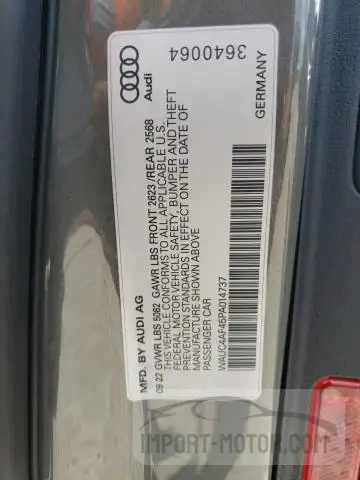 MFD. BY AUDI AG
09.22 GVWR LBS 5082 GAWR LBS FRONT 2623 /REAR 2568
THIS VEHICLE CONFORMS TO ALL APPLICABLE U.S.
FEDERAL MOTOR VEHICLE SAFETY, BUMPER AND THEFT
PREVENTION STANDARDS IN EFFECT ON THE DATE OF
MANUFACTURE SHOWN ABOVE
PASSENGER CAR
WAUC4AF45PA014737
Audi
3640064
GERMANY
IMPORT-MOTOR.COM